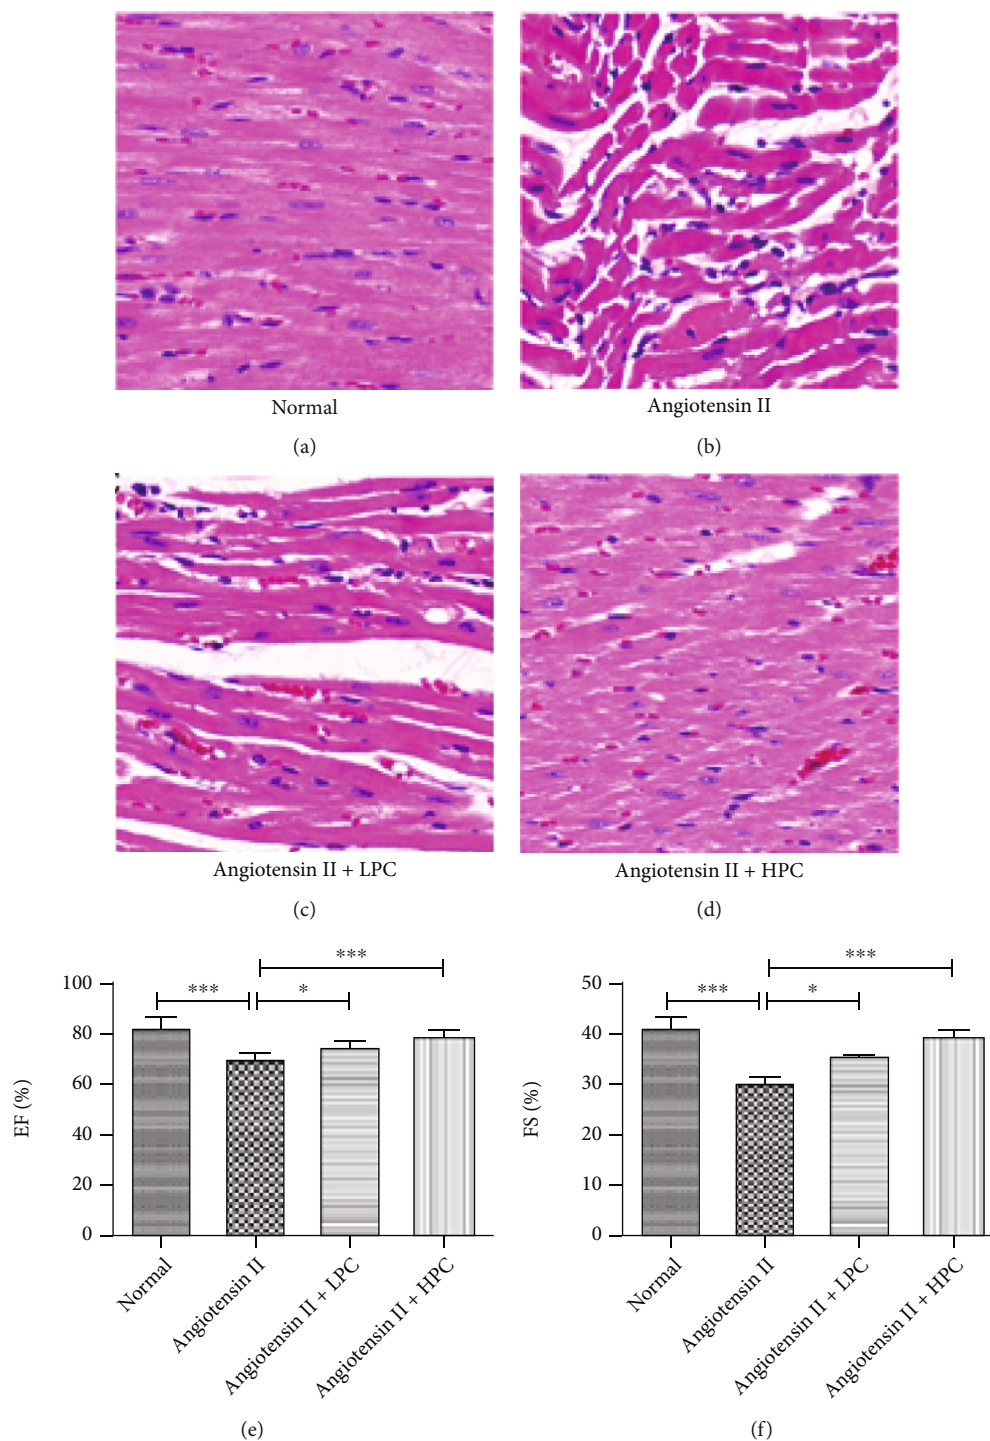 Normal
(a)
Angiotensin II
(b)
Angiotensin II + LPC
(c)
Angiotensin II + HPC
(d)
EF (%)
100
80
60
40
20
0
***
*
***
Normal
Angiotensin II
Angiotensin II + LPC
Angiotensin II + HPC
(e)
FS (%)
50
40
30
20
10
0
***
*
***
Normal
Angiotensin II
Angiotensin II + LPC
Angiotensin II + HPC
(f)